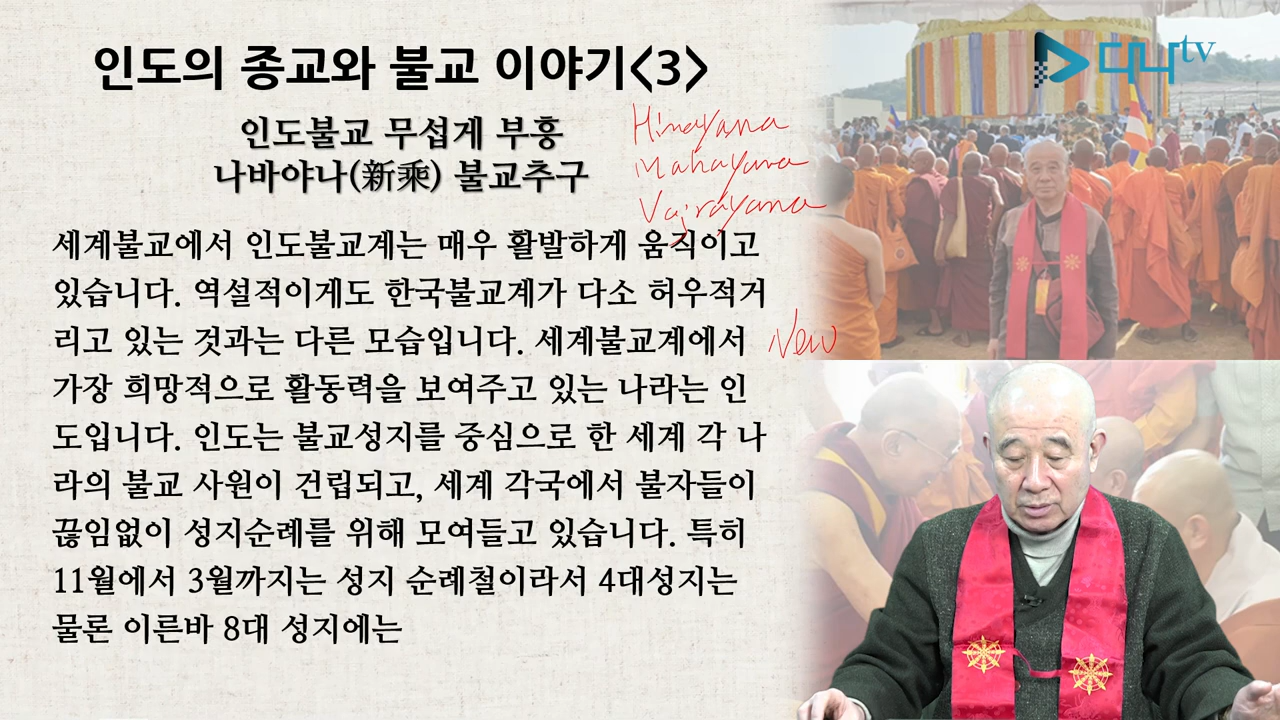 인도의 종교와 불교 이야기<3>
인도불교 무섭게 부흥
나바야나(新乘) 불교추구
Hinayana
Mahayana
Vajrayana
세계불교에서 인도불교계는 매우 활발하게 움직이고
있습니다. 역설적이게도 한국불교계가 다소 허우적거
리고 있는 것과는 다른 모습입니다. 세계불교계에서
New
가장 희망적으로 활동력을 보여주고 있는 나라는 인
도입니다. 인도는 불교성지를 중심으로 한 세계 각 나
라의 불교 사원이 건립되고, 세계 각국에서 불자들이
끊임없이 성지순례를 위해 모여들고 있습니다. 특히
11월에서 3월까지는 성지 순례철이라서 4대성지는
물론 이른바 8대 성지에는
tv